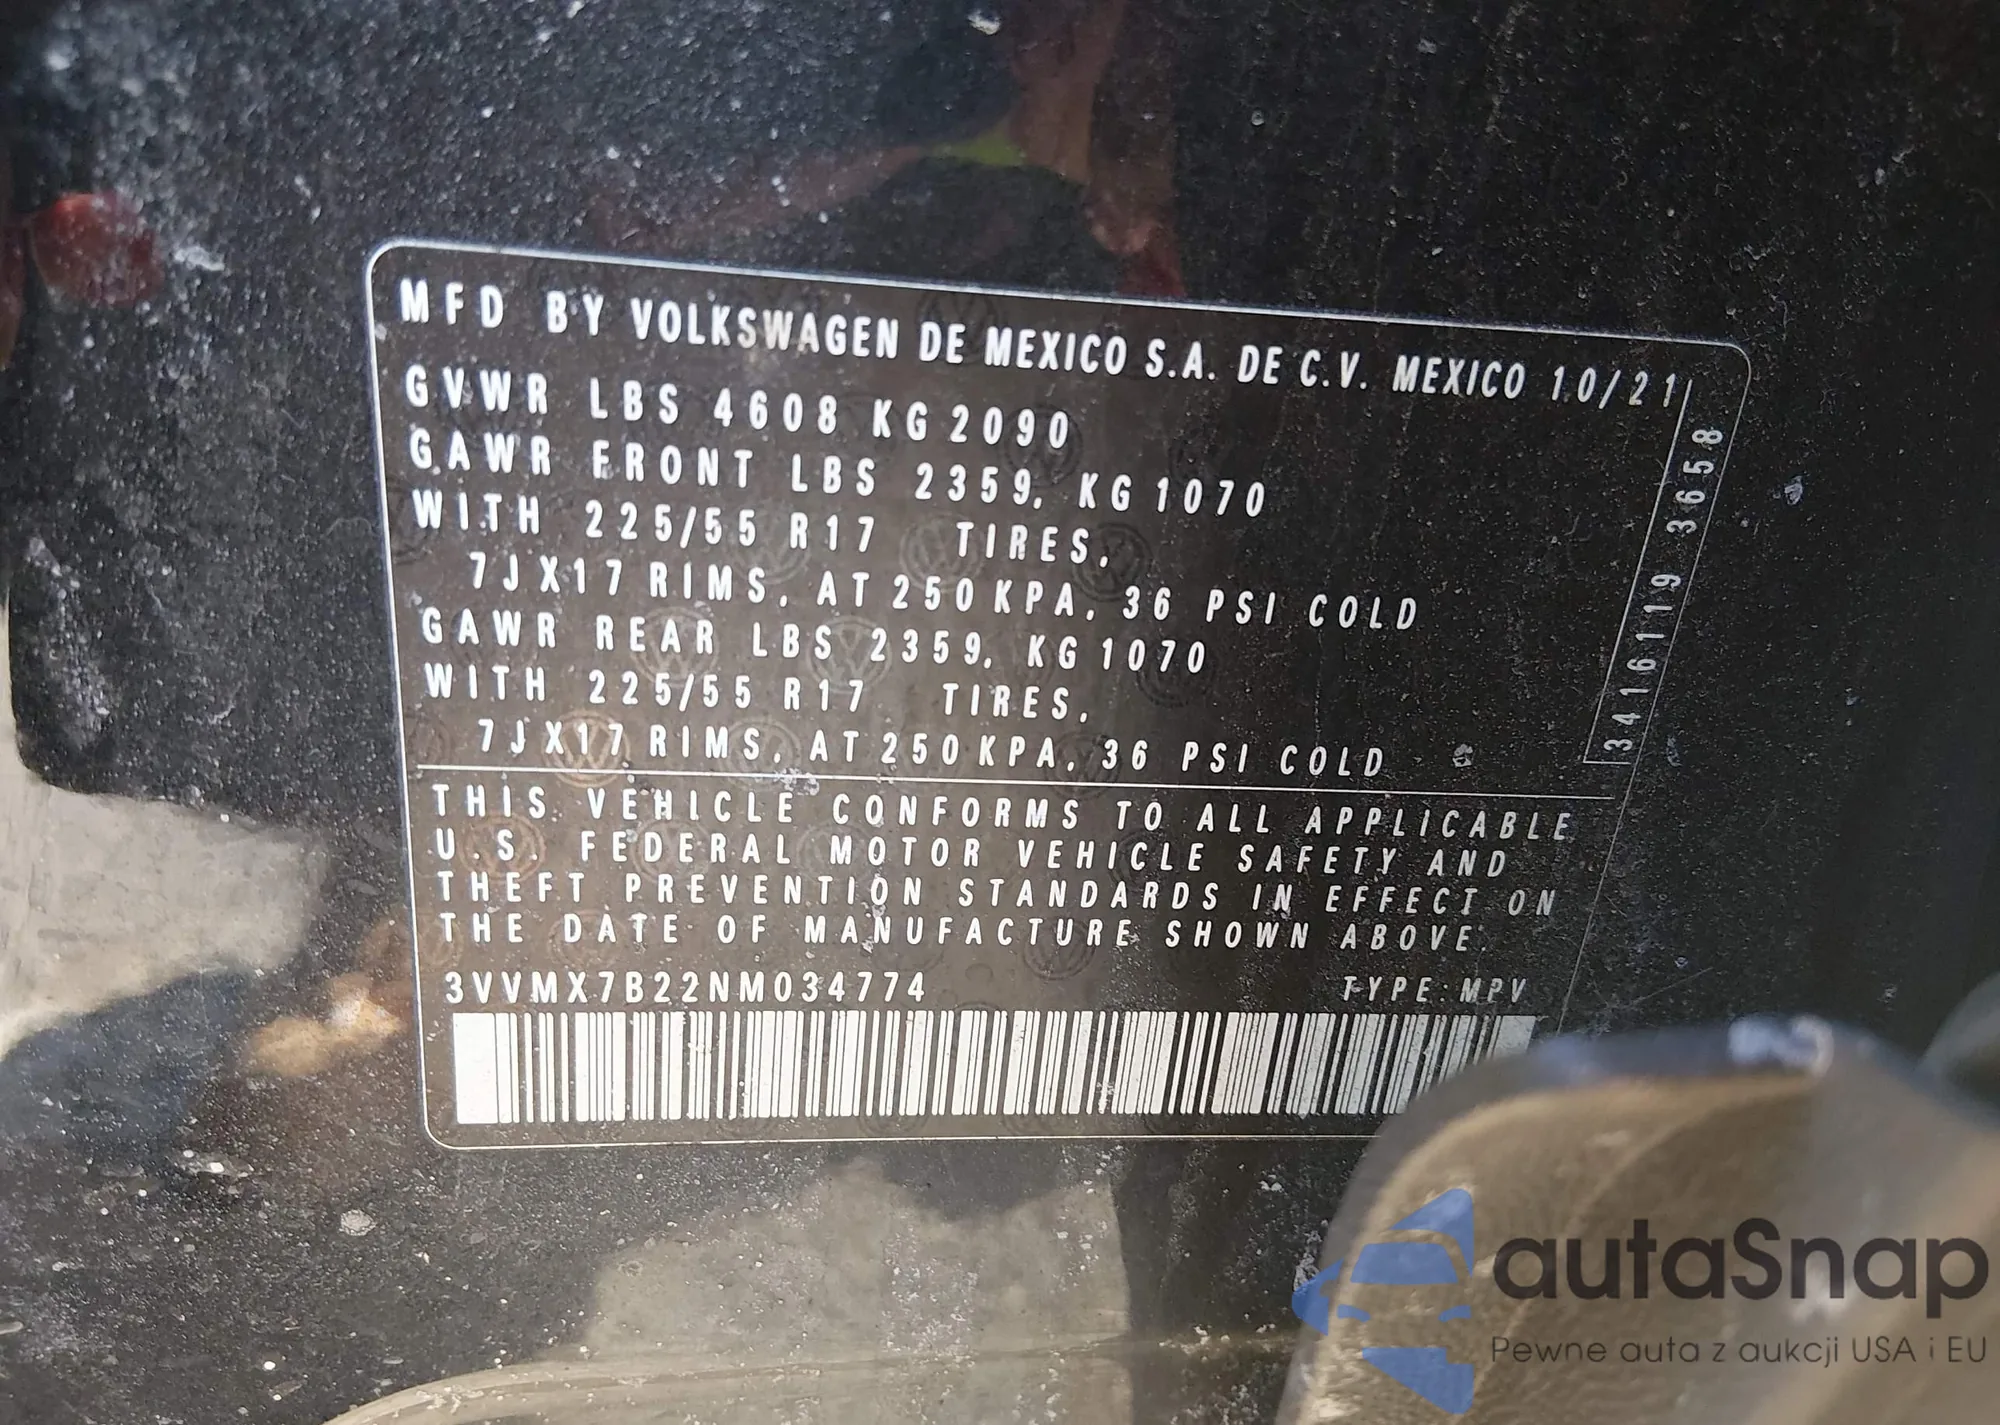 MFD BY VOLKSWAGEN DE MEXICO S.A. DE C.V. MEXICO 10/21
GVWR LBS 4608 KG 2090
GAWR FRONT LBS 2359, KG 1070
WITH 225/55 R17 TIRES,
7JX17 RIMS, AT 250 KPA, 36 PSI COLD
GAWR REAR LBS 2359, KG 1070
WITH 225/55 R17 TIRES,
7JX17 RIMS, AT 250 KPA, 36 PSI COLD
3416119 3658
THIS VEHICLE CONFORMS TO ALL APPLICABLE
U.S. FEDERAL MOTOR VEHICLE SAFETY AND
THEFT PREVENTION STANDARDS IN EFFECT ON
THE DATE OF MANUFACTURE SHOWN ABOVE.
3VVMX7B22NM034774 TYPE: MPV
autaSnap
Pewne auta z aukcji USA i EU